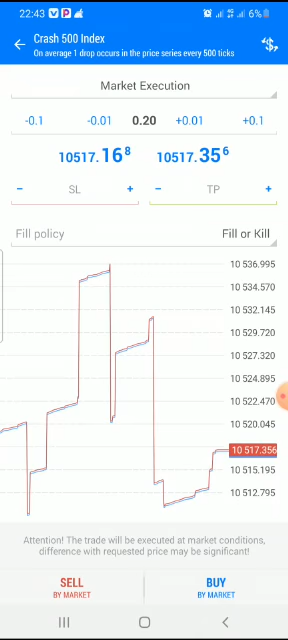 22:43 6%
Crash 500 Index
On average 1 drop occurs in the price series every 500 ticks
Market Execution
-0.1 -0.01 0.20 +0.01 +0.1
10517.16⁸ 10517.35⁶
- SL + - TP +
Fill policy Fill or Kill
10 536.995
10 534.570
10 532.145
10 529.720
10 527.320
10 524.895
10 522.470
10 520.045
10 517.356
10 515.195
10 512.795
Attention! The trade will be executed at market conditions,
difference with requested price may be significant!
SELL BUY
BY MARKET BY MARKET